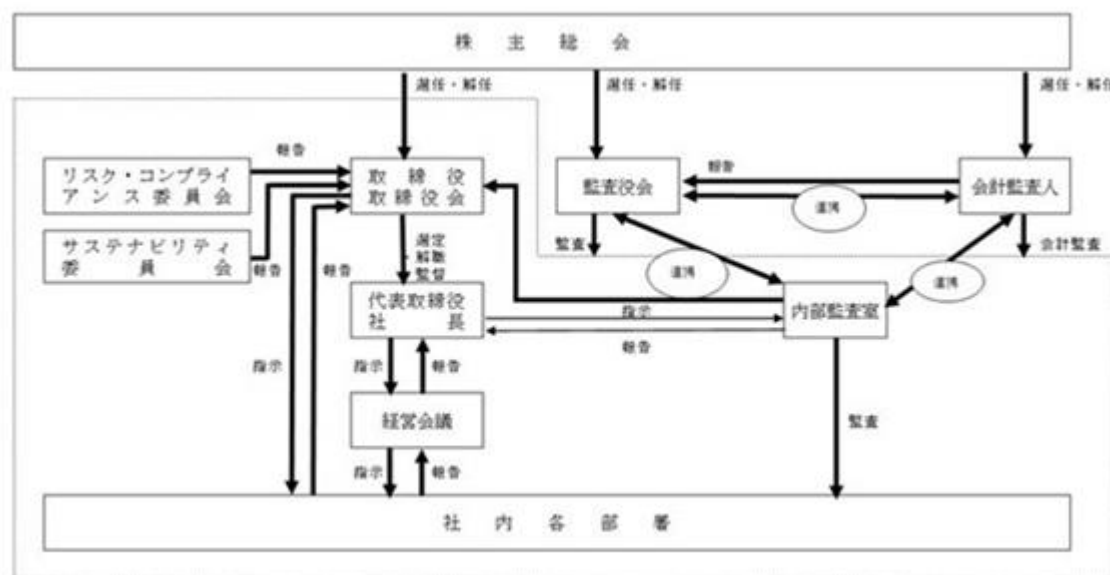 株主総会
選任・解任
選任・解任
選任・解任
リスク・コンプライ
アンス委員会
報告
取締役
取締役会
監査役会
報告
連携
会計監査人
サステナビリティ
委員会
報告
報告
選定
・解職
監督
監査
連携
連携
会計監査
代表取締役
社長
指示
報告
内部監査室
指示
指示
報告
経営会議
監査
指示
報告
社内各部署